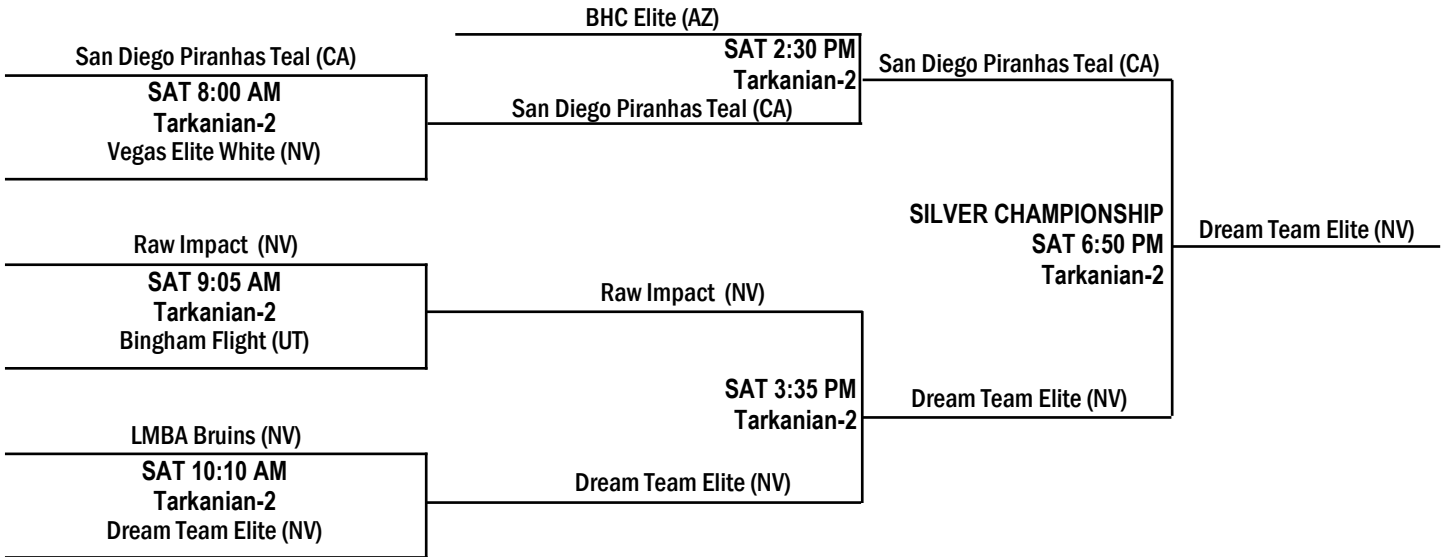 BHC Elite (AZ)
San Diego Piranhas Teal (CA)
SAT 2:30 PM
Tarkanian-2
San Diego Piranhas Teal (CA)
SAT 8:00 AM
Tarkanian-2
San Diego Piranhas Teal (CA)
Vegas Elite White (NV)
SILVER CHAMPIONSHIP
SAT 6:50 PM
Tarkanian-2
Dream Team Elite (NV)
Raw Impact (NV)
SAT 9:05 AM
Tarkanian-2
Bingham Flight (UT)
Raw Impact (NV)
SAT 3:35 PM
Tarkanian-2
Dream Team Elite (NV)
LMBA Bruins (NV)
SAT 10:10 AM
Tarkanian-2
Dream Team Elite (NV)
Dream Team Elite (NV)